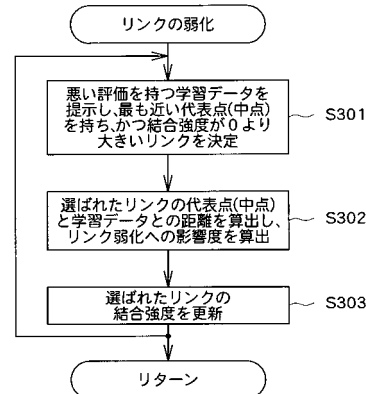 リンクの弱化
悪い評価を持つ学習データを
提示し、最も近い代表点(中点)
を持ち、かつ結合強度が0より
大きいリンクを決定
S301
選ばれたリンクの代表点(中点)
と学習データとの距離を算出し、
リンク弱化への影響度を算出
S302
選ばれたリンクの
結合強度を更新
S303
リターン